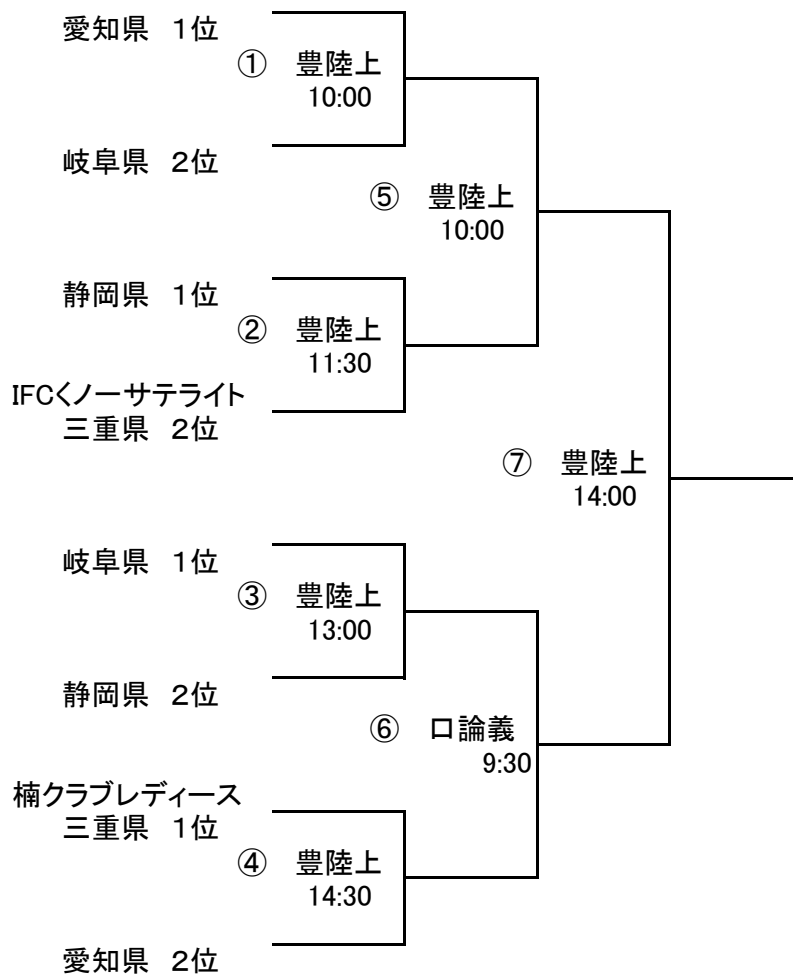 愛知県　１位
①　豊陸上
10:00
岐阜県　２位
⑤　豊陸上
10:00
静岡県　１位
②　豊陸上
11:30
IFCくノーサテライト
三重県　２位
⑦　豊陸上
14:00
岐阜県　１位
③　豊陸上
13:00
静岡県　２位
⑥　口論義
9:30
楠クラブレディース
三重県　１位
④　豊陸上
14:30
愛知県　２位